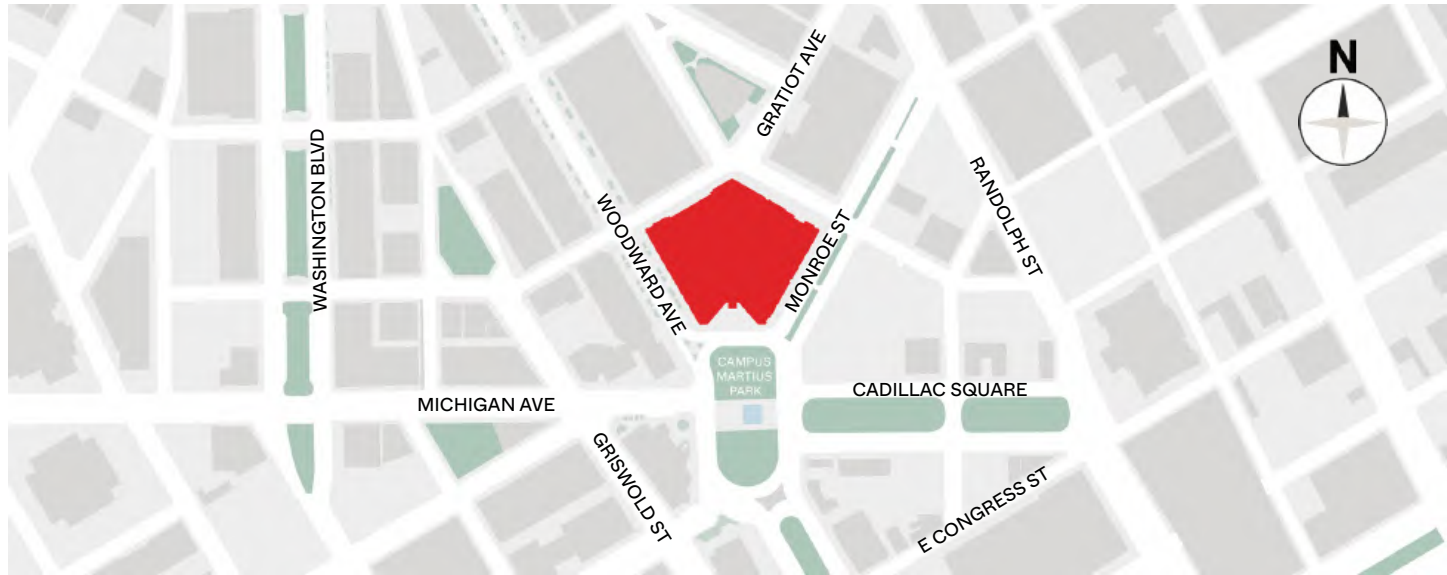 N
GRATIOT AVE
WASHINGTON BLVD
WOODWARD AVE
MONROE ST
RANDOLPH ST
CAMPUS
MARTIUS
PARK
CADILLAC SQUARE
MICHIGAN AVE
GRISWOLD ST
E CONGRESS ST